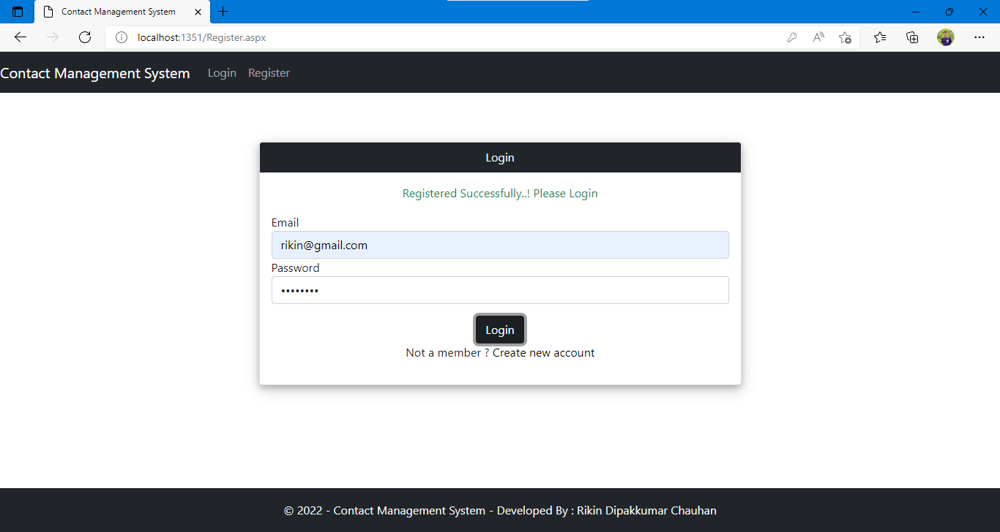 Contact Management System
localhost:1351/Register.aspx
Contact Management System Login Register
Login
Registered Successfully..! Please Login
Email
rikin@gmail.com
Password
••••••••
Login
Not a member ? Create new account
© 2022 - Contact Management System - Developed By : Rikin Dipakkumar Chauhan